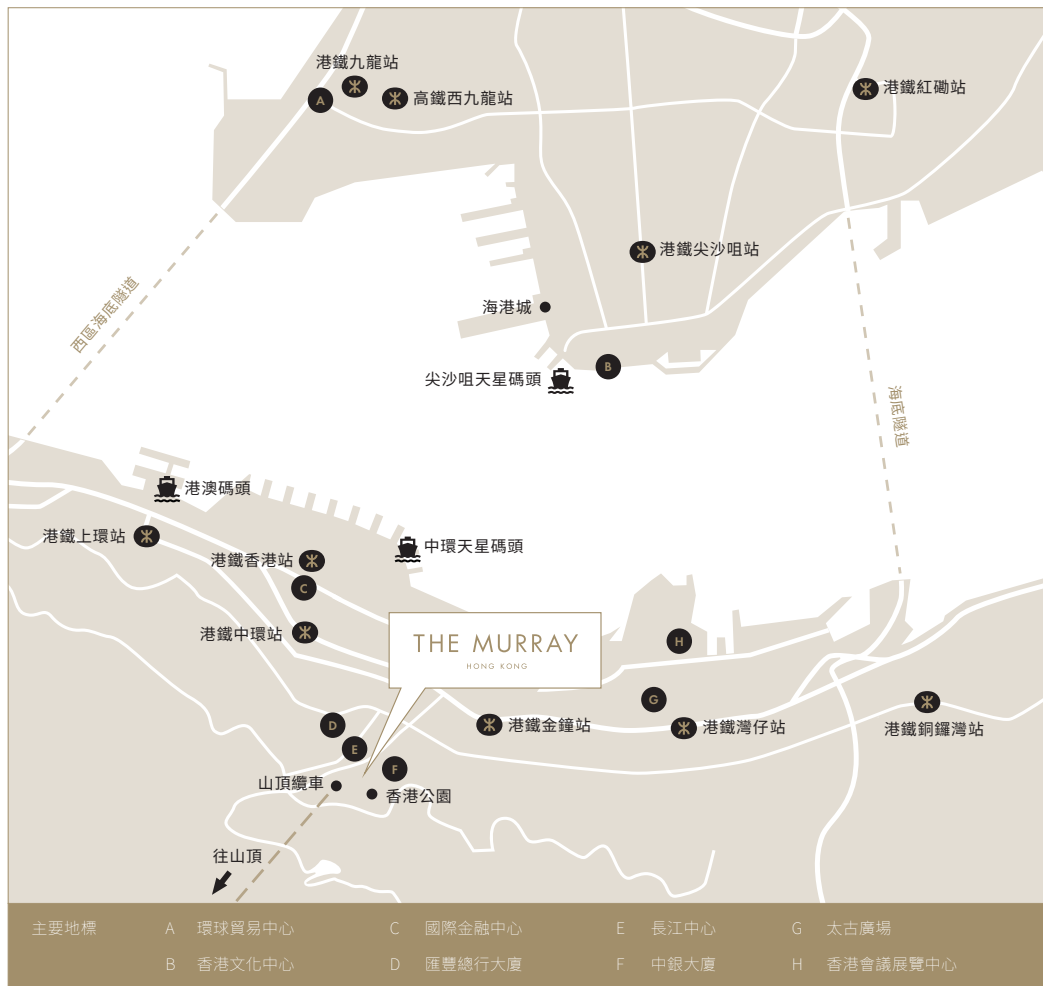 港鐵九龍站
A
高鐵西九龍站
港鐵紅磡站
港鐵尖沙咀站
西區海底隧道
海港城
B
尖沙咀天星碼頭
海底隧道
港澳碼頭
港鐵上環站
中環天星碼頭
港鐵香港站
C
港鐵中環站
THE MURRAY
HONG KONG
H
G
港鐵金鐘站
港鐵灣仔站
港鐵銅鑼灣站
D
E
F
山頂纜車
香港公園
往山頂
主要地標 A 環球貿易中心 C 國際金融中心 E 長江中心 G 太古廣場
B 香港文化中心 D 匯豐總行大廈 F 中銀大廈 H 香港會議展覽中心